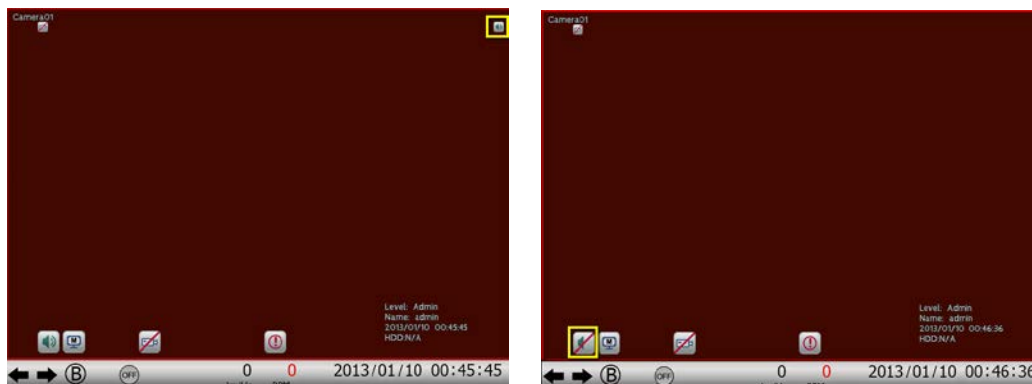 Camera01
M
Level: Admin
Name: admin
2013/01/10 00:45:45
HDD:N/A
B
OFF
0
0
2013/01/10 00:45:45
Camera01
M
Level: Admin
Name: admin
2013/01/10 00:46:36
HDD:N/A
B
OFF
0
0
2013/01/10 00:46:36